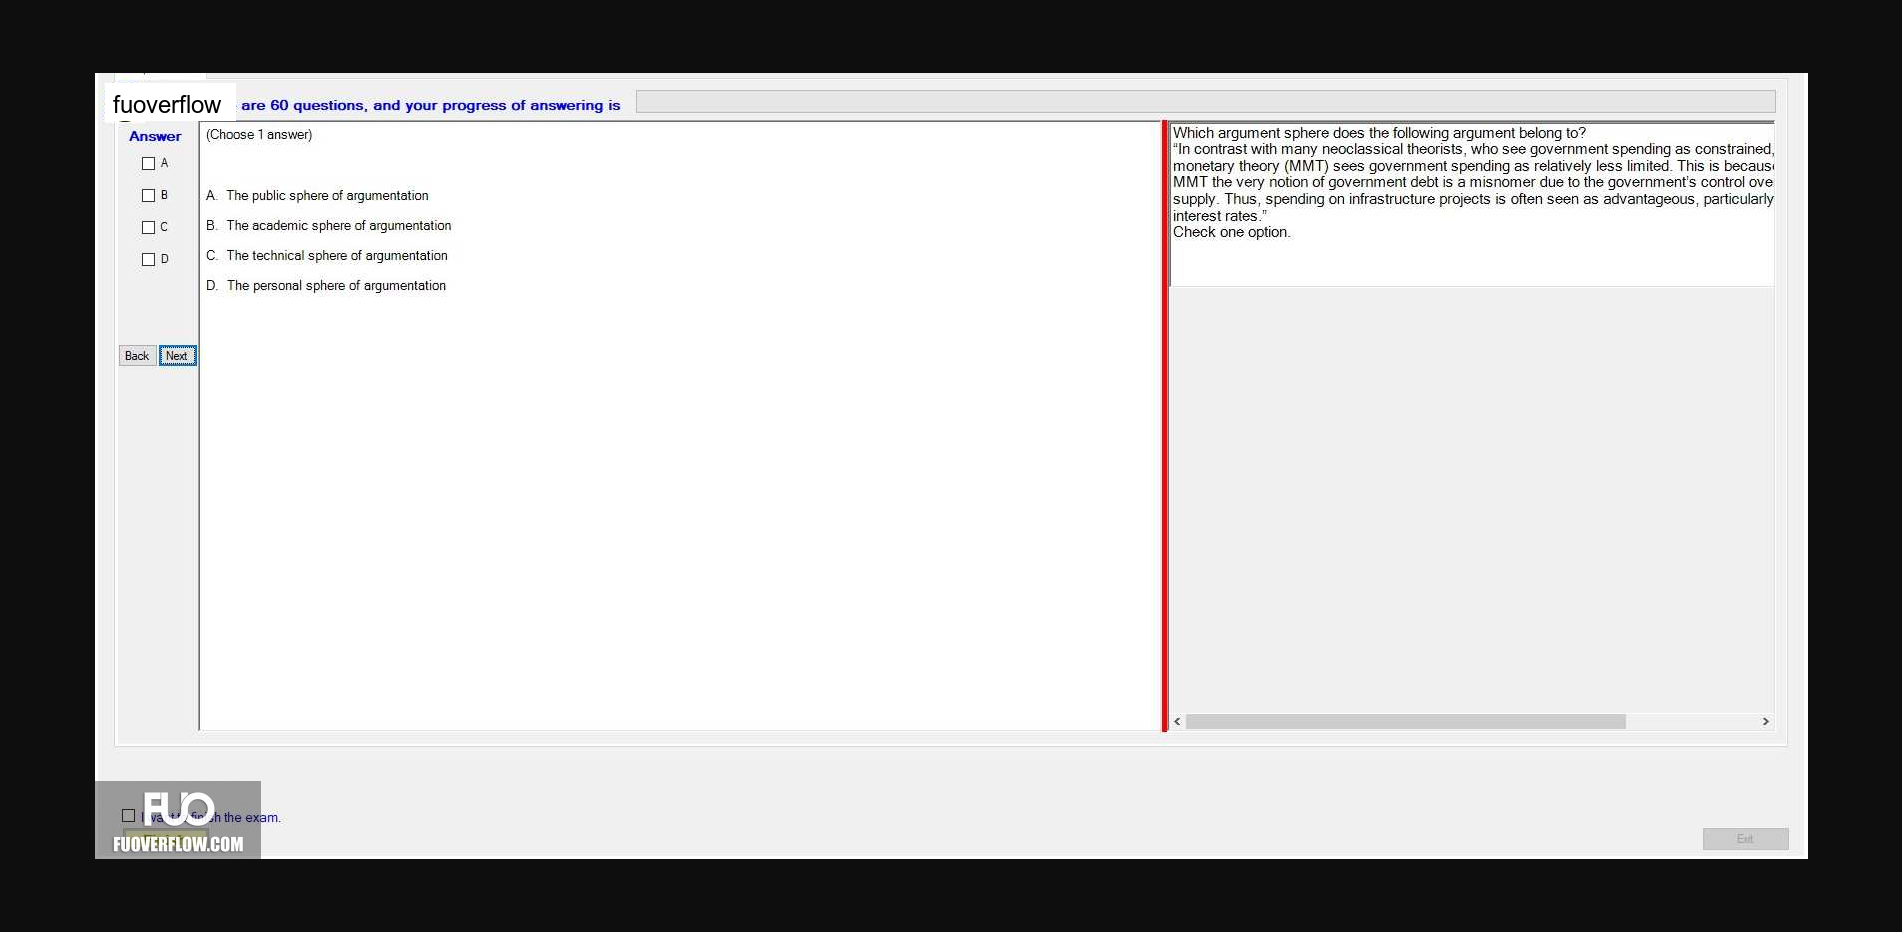 fuoverflow
are 60 questions, and your progress of answering is
Answer
(Choose 1 answer)
A
B
C
D
A. The public sphere of argumentation
B. The academic sphere of argumentation
C. The technical sphere of argumentation
D. The personal sphere of argumentation
Back Next
Which argument sphere does the following argument belong to?
“In contrast with many neoclassical theorists, who see government spending as constrained,
monetary theory (MMT) sees government spending as relatively less limited. This is becaus
MMT the very notion of government debt is a misnomer due to the government's control ove
supply. Thus, spending on infrastructure projects is often seen as advantageous, particularly
interest rates.”
Check one option.
I want finish the exam.
FUO
FUOVERFLOW.COM
Exit